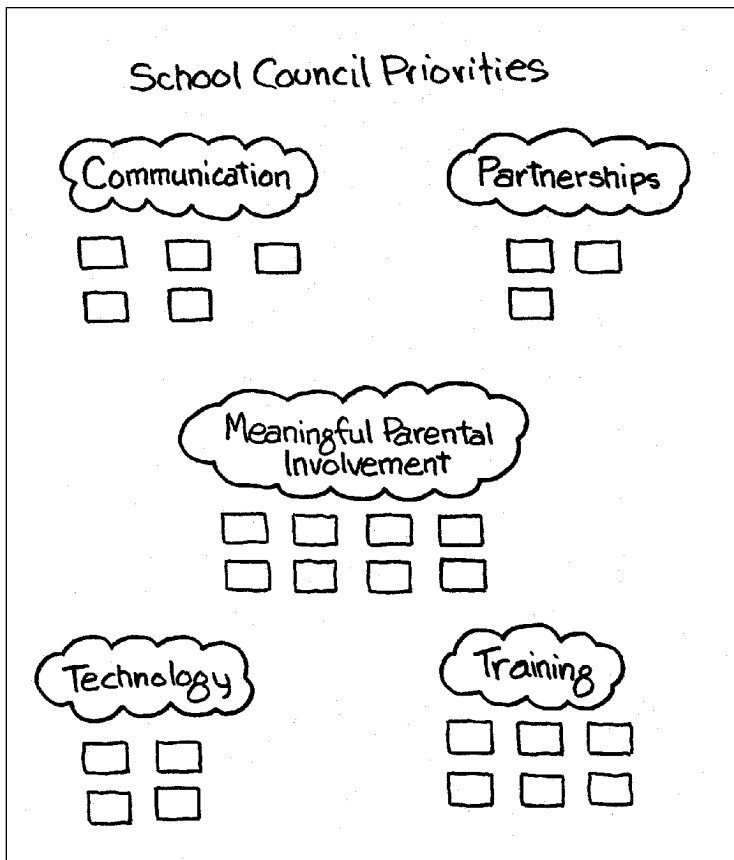 School Council Priorities
Communication
Partnerships
Meaningful Parental
Involvement
Technology
Training